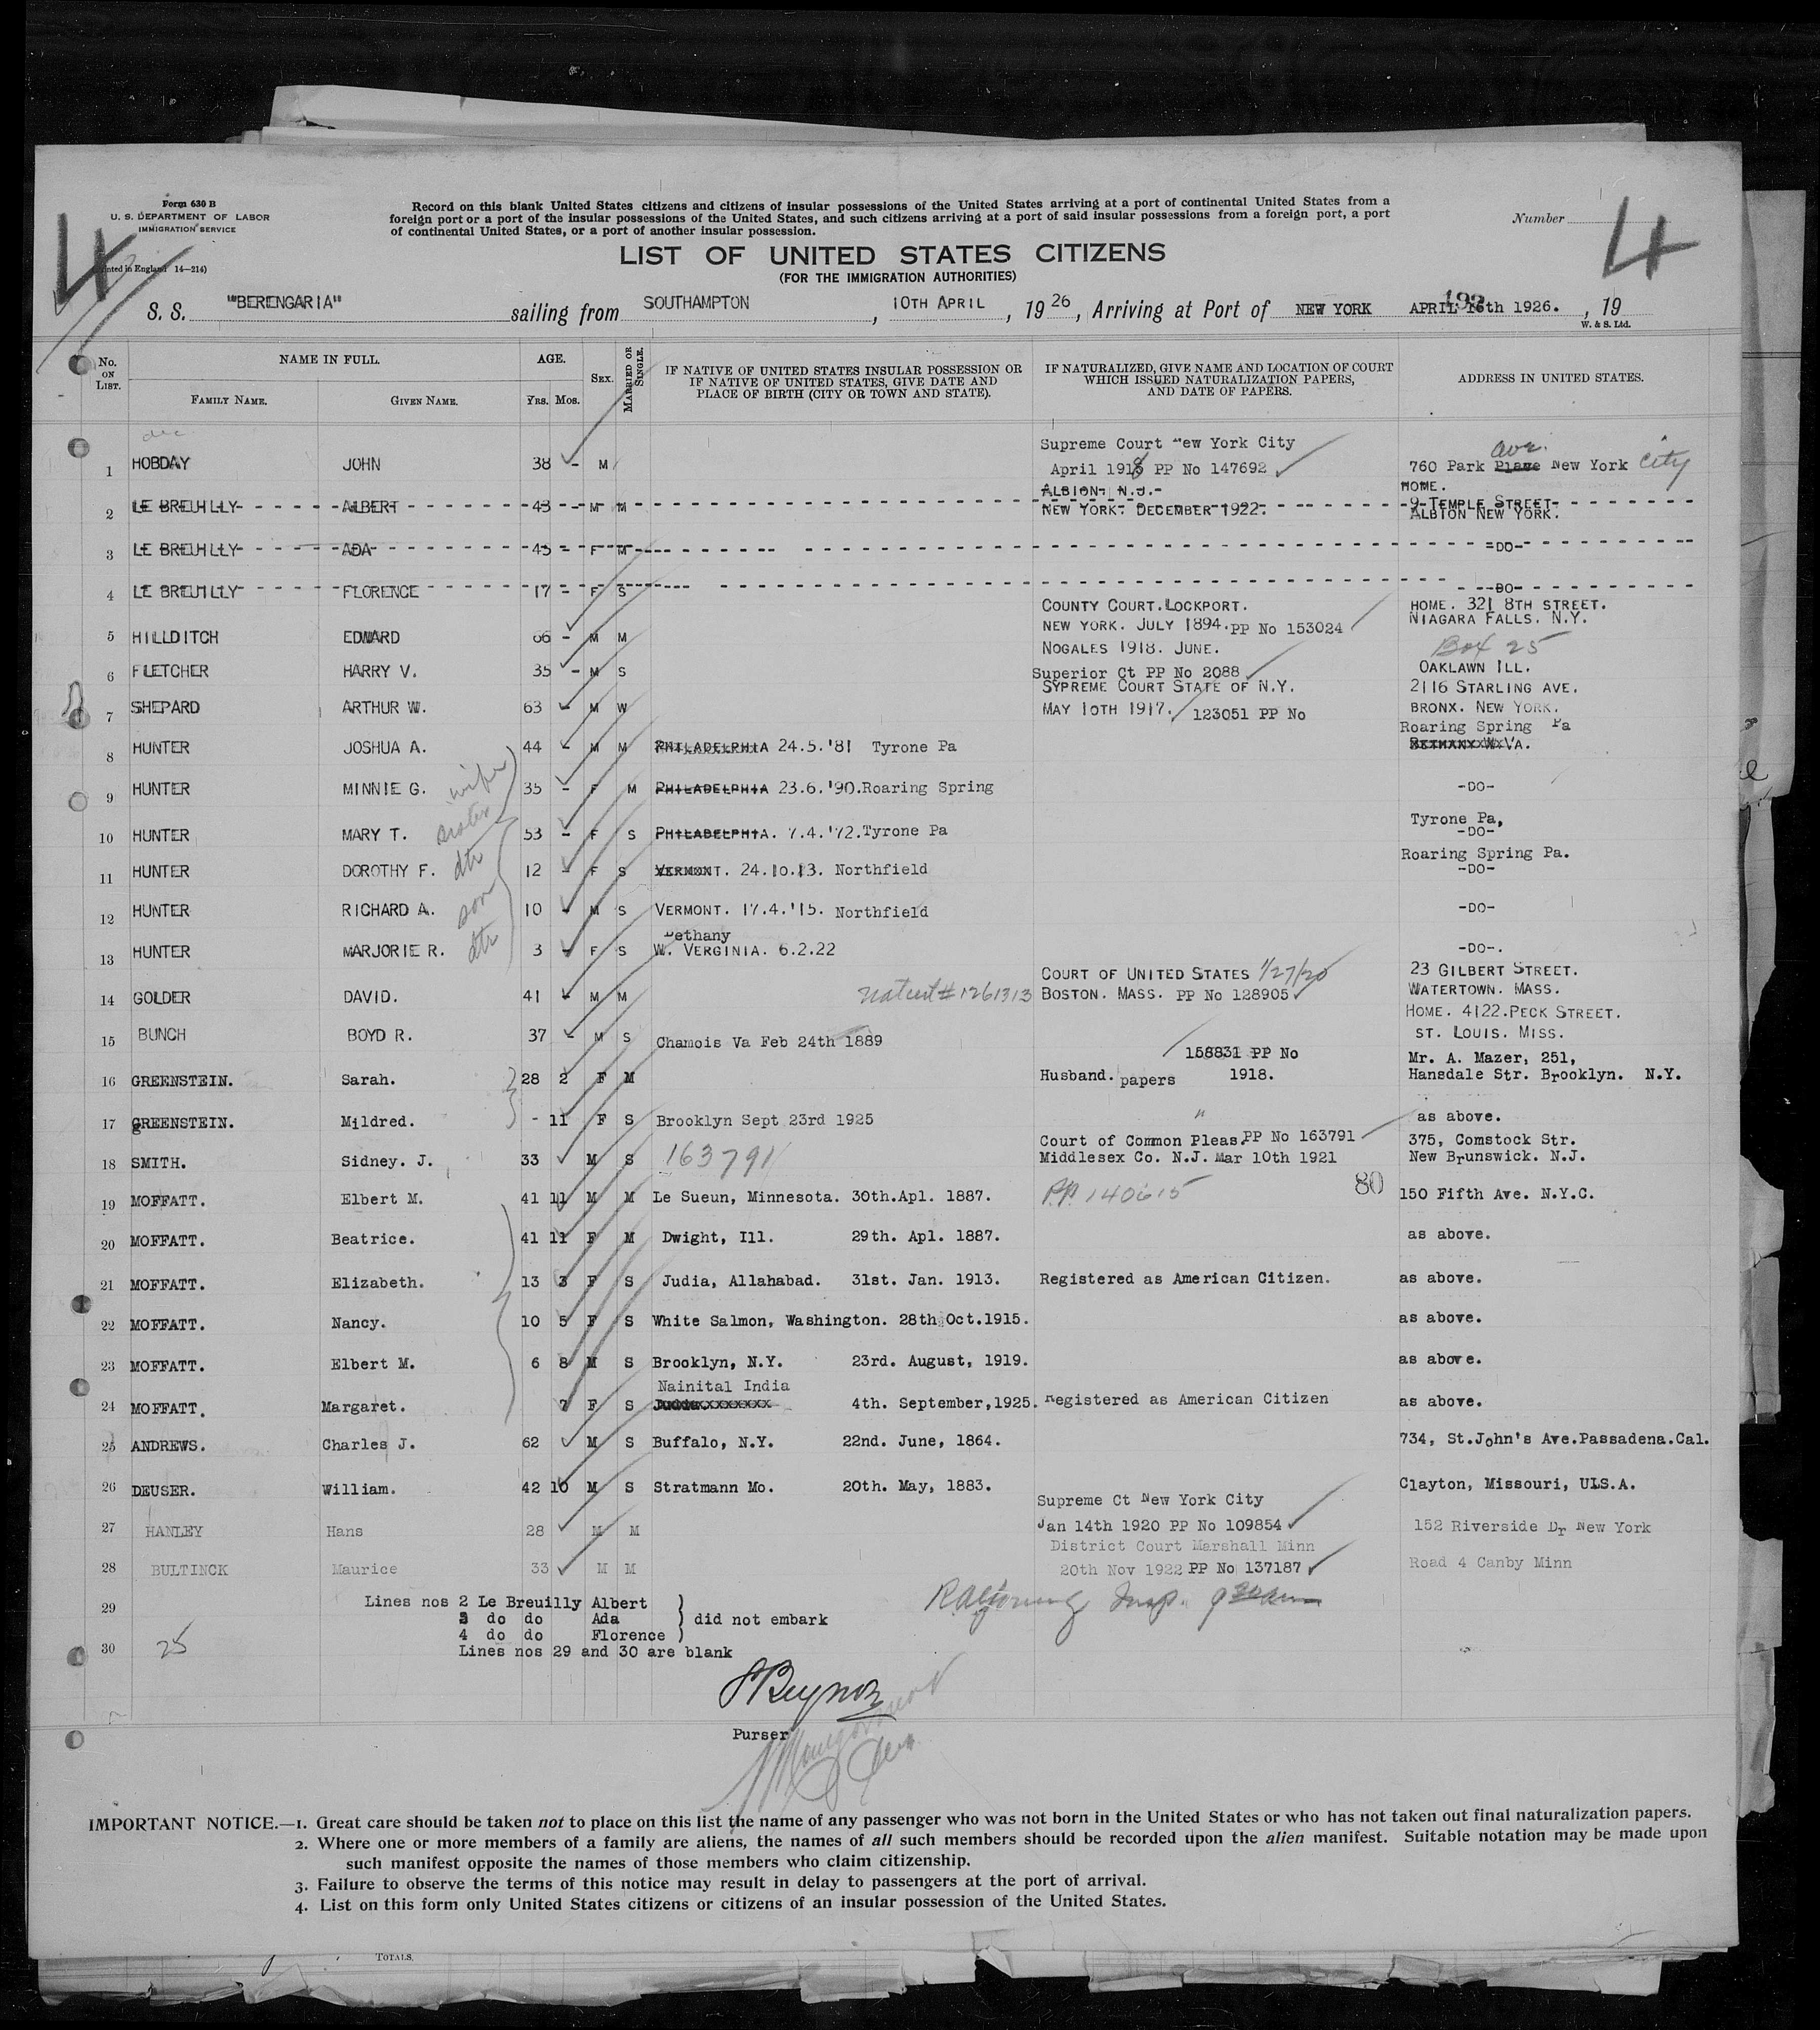 Form 630 B
U. S. DEPARTMENT OF LABOR
IMMIGRATION SERVICE
Printed in England 14—214)
4
Record on this blank United States citizens and citizens of insular possessions of the United States arriving at a port of continental United States from a
foreign port or a port of the insular possessions of the United States, and such citizens arriving at a port of said insular possessions from a foreign port, a port
of continental United States, or a port of another insular possession.
Number
4
LIST OF UNITED STATES CITIZENS
(FOR THE IMMIGRATION AUTHORITIES)
S. S. "BERENGARIA" sailing from SOUTHAMPTON, 10TH APRIL, 1926, Arriving at Port of NEW YORK APRIL 16th 1926., 19
W. & S. Ltd.
No. ON LIST. NAME IN FULL. AGE. SEX. MARRIED OR SINGLE. IF NATIVE OF UNITED STATES INSULAR POSSESSION OR IF NATIVE OF UNITED STATES, GIVE DATE AND PLACE OF BIRTH (CITY OR TOWN AND STATE). IF NATURALIZED, GIVE NAME AND LOCATION OF COURT WHICH ISSUED NATURALIZATION PAPERS, AND DATE OF PAPERS. ADDRESS IN UNITED STATES.
FAMILY NAME. GIVEN NAME. YRS. MOS.
Supreme Court New York City
1 HOBDAY JOHN 38 - M April 1918 PP No 147692 760 Park Place Ave. New York City
ALBION. N.J. HOME.
2 LE BREUILLY ALBERT 43 - M M NEW YORK. DECEMBER 1922. 9 TEMPLE STREET
ALBION NEW YORK.
3 LE BREUILLY ADA 45 - F M -DO-
4 LE BREUILLY FLORENCE 17 - F S -DO-
COUNTY COURT. LOCKPORT. HOME. 321 8TH STREET.
5 HILLDITCH EDWARD 66 - M M NEW YORK. JULY 1894. PP No 153024 NIAGARA FALLS. N.Y.
NOGALES 1918. JUNE. Box 25
6 FLETCHER HARRY V. 35 - M S Superior Ct PP No 2088 OAKLAWN ILL.
SYPREME COURT STATE OF N.Y. 2116 STARLING AVE.
7 SHEPARD ARTHUR W. 63 - M W MAY 10TH 1917. 123051 PP No BRONX. NEW YORK.
Roaring Spring Pa
8 HUNTER JOSHUA A. 44 - M M PHILADELPHIA 24.5.'81 Tyrone Pa BETHANY W VA.
9 HUNTER MINNIE G. wife 35 - F M PHILADELPHIA 23.6.'90. Roaring Spring -DO-
Tyrone Pa,
10 HUNTER MARY T. sister 53 - F S PHILADELPHIA. 7.4.'72. Tyrone Pa -DO-
Roaring Spring Pa.
11 HUNTER DOROTHY F. dtr 12 - F S VERMONT. 24.10.13. Northfield -DO-
12 HUNTER RICHARD A. son 10 - M S VERMONT. 17.4.'15. Northfield -DO-
Bethany
13 HUNTER MARJORIE R. dtr 3 - F S W. VERGINIA. 6.2.22 -DO-.
COURT OF UNITED STATES 1/27/20 23 GILBERT STREET.
14 GOLDER DAVID. 41 - M M # 1261313 BOSTON. MASS. PP No 128905 WATERTOWN. MASS.
HOME. 4122. PECK STREET.
15 BUNCH BOYD R. 37 - M S Chamois Va Feb 24th 1889 ST. LOUIS. MISS.
158831 PP No Mr. A. Mazer, 251,
16 GREENSTEIN. Sarah. 28 2 F M Husband. papers 1918. Hansdale Str. Brooklyn. N.Y.
17 GREENSTEIN. Mildred. - 11 F S Brooklyn Sept 23rd 1925 " as above.
Court of Common Pleas. PP No 163791 375, Comstock Str.
18 SMITH. Sidney. J. 33 M S 163791 Middlesex Co. N.J. Mar 10th 1921 New Brunswick. N.J.
19 MOFFATT. Elbert M. 41 11 M M Le Sueun, Minnesota. 30th.Apl. 1887. P.P. 140615 80 150 Fifth Ave. N.Y.C.
20 MOFFATT. Beatrice. 41 11 F M Dwight, Ill. 29th. Apl. 1887. as above.
21 MOFFATT. Elizabeth. 13 3 F S Judia, Allahabad. 31st. Jan. 1913. Registered as American Citizen. as above.
22 MOFFATT. Nancy. 10 5 F S White Salmon, Washington. 28th Oct.1915. as above.
23 MOFFATT. Elbert M. 6 8 M S Brooklyn, N.Y. 23rd. August, 1919. as above.
Nainital India
24 MOFFATT. Margaret. 7 F S 4th. September,1925. Registered as American Citizen as above.
25 ANDREWS. Charles J. 62 M S Buffalo, N.Y. 22nd. June, 1864. 734, St.John's Ave.Passadena.Cal.
26 DEUSER. William. 42 10 M S Stratmann Mo. 20th. May, 1883. Clayton, Missouri, U.S.A.
Supreme Ct New York City
27 HANLEY Hans 28 M M Jan 14th 1920 PP No 109854 152 Riverside Dr New York
District Court Marshall Minn
28 BULTINCK Maurice 33 M M 20th Nov 1922 PP No 137187 Road 4 Canby Minn
Lines nos 2 Le Breuilly Albert )
29 3 do do Ada ) did not embark
4 do do Florence )
30 25 Lines nos 29 and 30 are blank
Insp.
Purser
IMPORTANT NOTICE.—1. Great care should be taken not to place on this list the name of any passenger who was not born in the United States or who has not taken out final naturalization papers.
2. Where one or more members of a family are aliens, the names of all such members should be recorded upon the alien manifest. Suitable notation may be made upon
such manifest opposite the names of those members who claim citizenship.
3. Failure to observe the terms of this notice may result in delay to passengers at the port of arrival.
4. List on this form only United States citizens or citizens of an insular possession of the United States.
TOTALS.